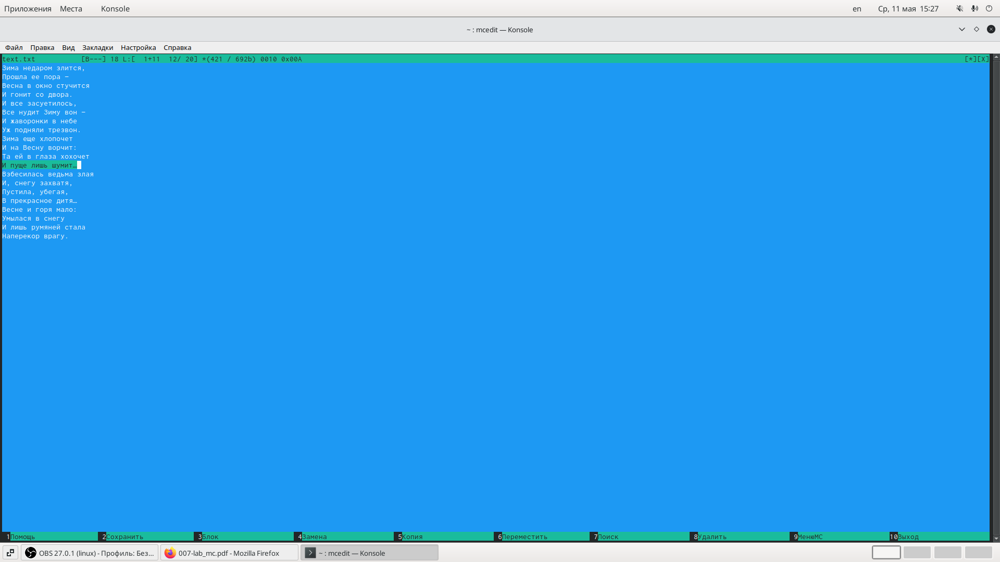 Приложения Места Konsole en Ср, 11 мая 15:27
~ : mcedit — Konsole
Файл Правка Вид Закладки Настройка Справка
text.txt [B---] 18 L:[ 1+11 12/ 20] *(421 / 692b) 0010 0x00A [*][X]
Зима недаром злится,
Прошла ее пора —
Весна в окно стучится
И гонит со двора.
И все засуетилось,
Все нудит Зиму вон —
И жаворонки в небе
Уж подняли трезвон.
Зима еще хлопочет
И на Весну ворчит:
Та ей в глаза хохочет
И пуще лишь шумит…
Взбесилась ведьма злая
И, снегу захватя,
Пустила, убегая,
В прекрасное дитя…
Весне и горя мало:
Умылася в снегу
И лишь румяней стала
Наперекор врагу.
1Помощь 2Сохранить 3Блок 4Замена 5Копия 6Переместить 7Поиск 8Удалить 9МенюMC 10Выход
OBS 27.0.1 (linux) - Профиль: Без... 007-lab_mc.pdf - Mozilla Firefox ~ : mcedit — Konsole